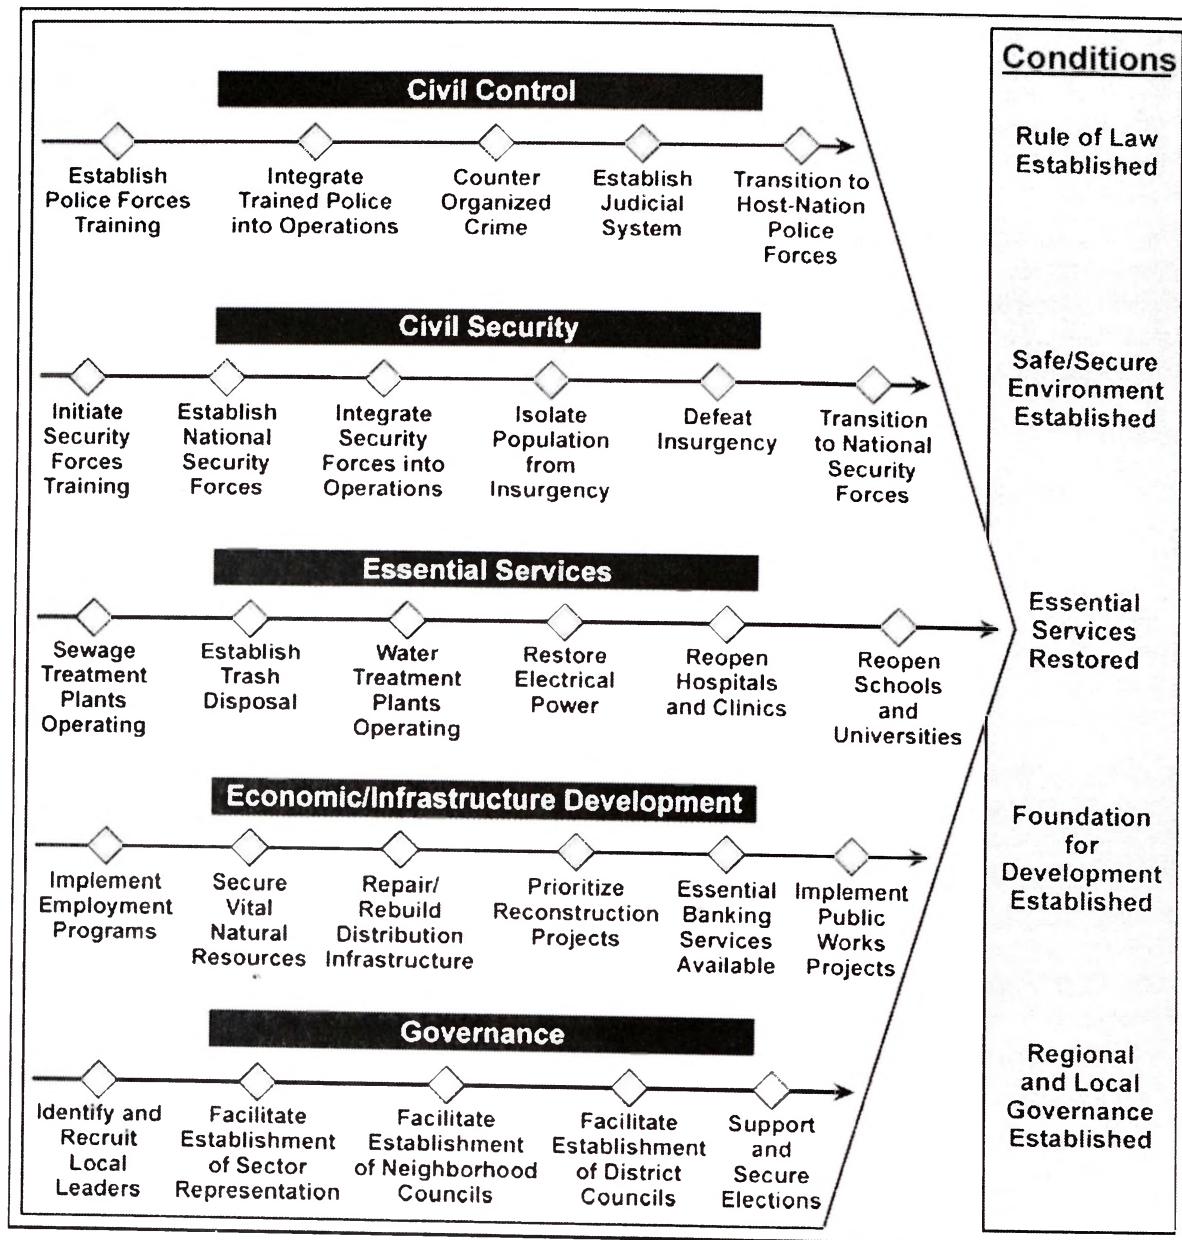 Conditions
Civil Control
Establish
Police Forces
Training
Integrate
Trained Police
into Operations
Counter
Organized
Crime
Establish
Judicial
System
Transition to
Host-Nation
Police
Forces
Rule of Law
Established
Civil Security
Initiate
Security
Forces
Training
Establish
National
Security
Forces
Integrate
Security
Forces into
Operations
Isolate
Population
from
Insurgency
Defeat
Insurgency
Transition
to National
Security
Forces
Safe/Secure
Environment
Established
Essential Services
Sewage
Treatment
Plants
Operating
Establish
Trash
Disposal
Water
Treatment
Plants
Operating
Restore
Electrical
Power
Reopen
Hospitals
and Clinics
Reopen
Schools
and
Universities
Essential
Services
Restored
Economic/Infrastructure Development
Implement
Employment
Programs
Secure
Vital
Natural
Resources
Repair/
Rebuild
Distribution
Infrastructure
Prioritize
Reconstruction
Projects
Essential
Banking
Services
Available
Implement
Public
Works
Projects
Foundation
for
Development
Established
Governance
Identify and
Recruit
Local
Leaders
Facilitate
Establishment
of Sector
Representation
Facilitate
Establishment
of Neighborhood
Councils
Facilitate
Establishment
of District
Councils
Support
and
Secure
Elections
Regional
and Local
Governance
Established